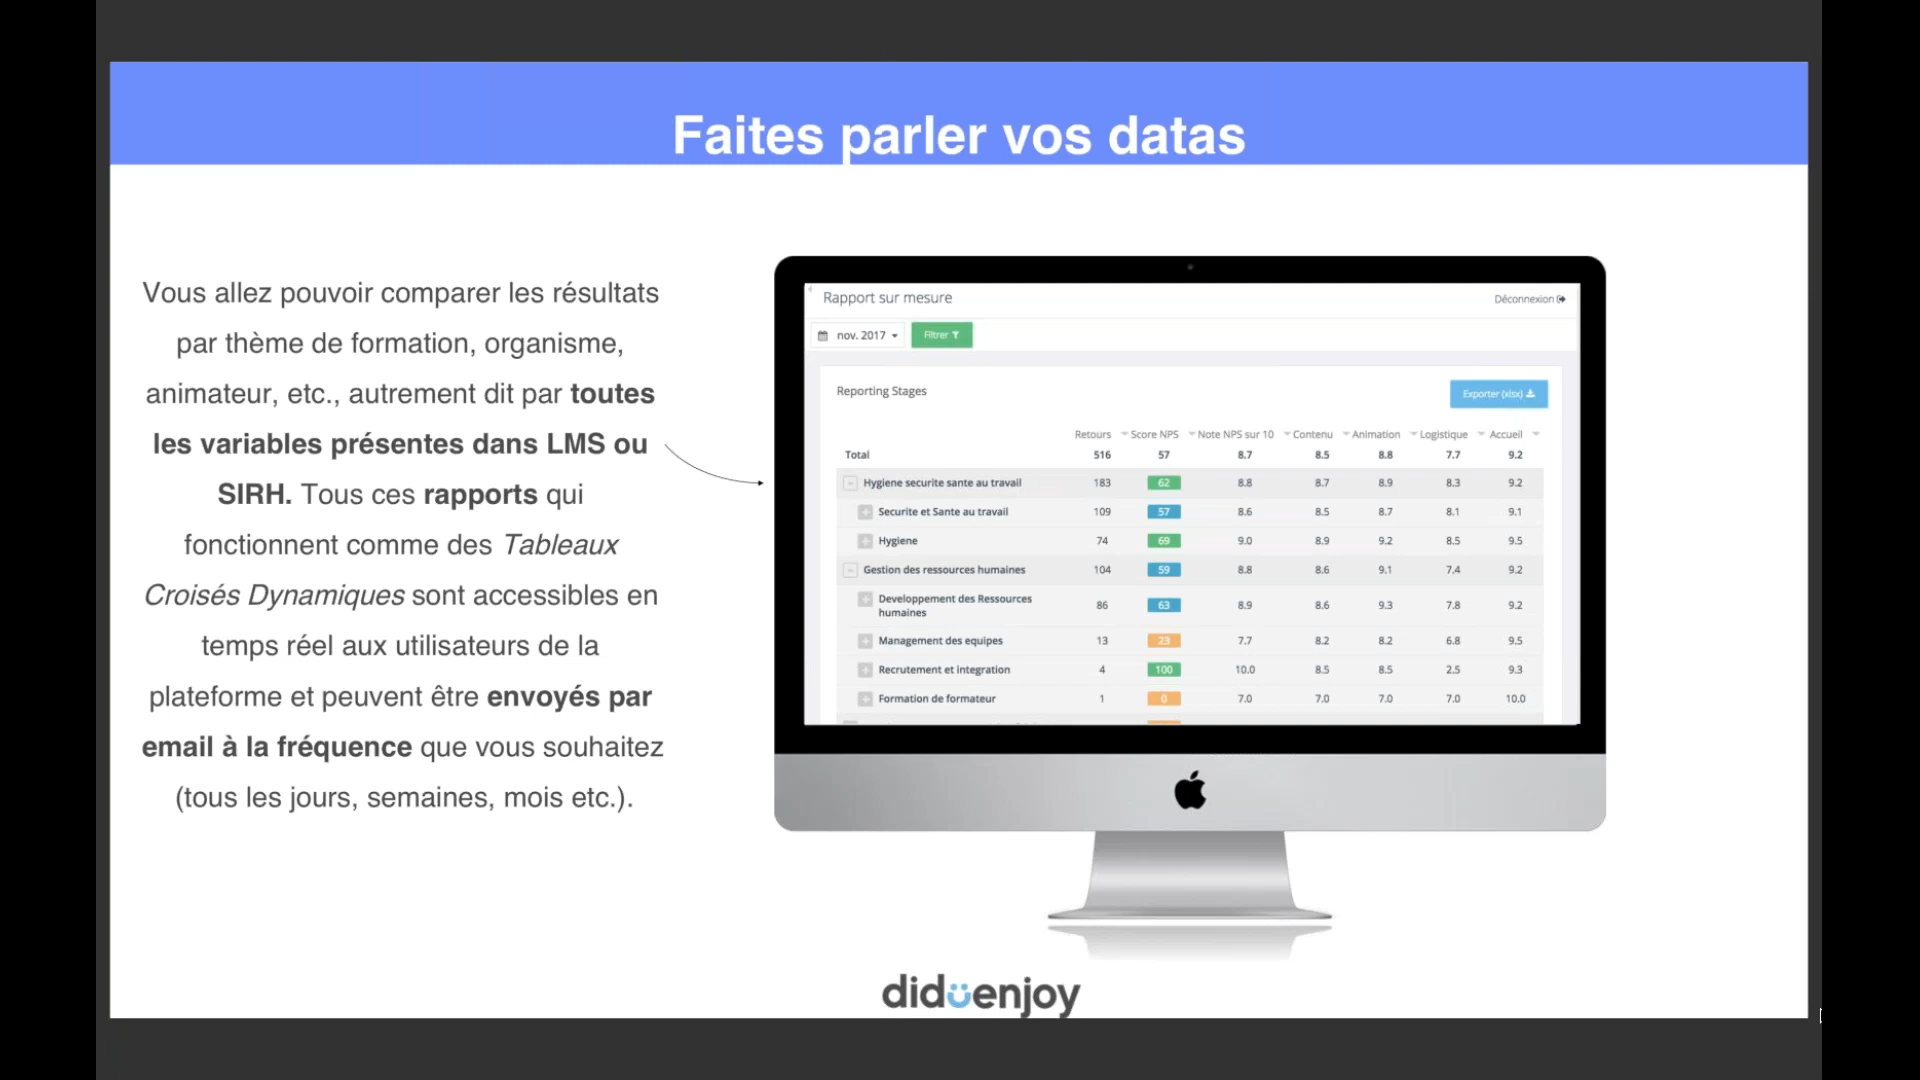 Faites parler vos datas
Vous allez pouvoir comparer les résultats
par thème de formation, organisme,
animateur, etc., autrement dit par toutes
les variables présentes dans LMS ou
SIRH. Tous ces rapports qui
fonctionnent comme des Tableaux
Croisés Dynamiques sont accessibles en
temps réel aux utilisateurs de la
plateforme et peuvent être envoyés par
email à la fréquence que vous souhaitez
(tous les jours, semaines, mois etc.).
Rapport sur mesure
Déconnexion
nov. 2017
Filtrer
Reporting Stages
Exporter (xlsx)
Retours Score NPS Note NPS sur 10 Contenu Animation Logistique Accueil
Total 516 57 8.7 8.5 8.8 7.7 9.2
Hygiene securite sante au travail 183 62 8.8 8.7 8.9 8.3 9.2
Securite et Sante au travail 109 57 8.6 8.5 8.7 8.1 9.1
Hygiene 74 69 9.0 8.9 9.2 8.5 9.5
Gestion des ressources humaines 104 59 8.8 8.6 9.1 7.4 9.2
Developpement des Ressources
humaines 86 63 8.9 8.6 9.3 7.8 9.2
Management des equipes 13 23 7.7 8.2 8.2 6.8 9.5
Recrutement et integration 4 100 10.0 8.5 8.5 2.5 9.3
Formation de formateur 1 0 7.0 7.0 7.0 7.0 10.0
diduenjoy